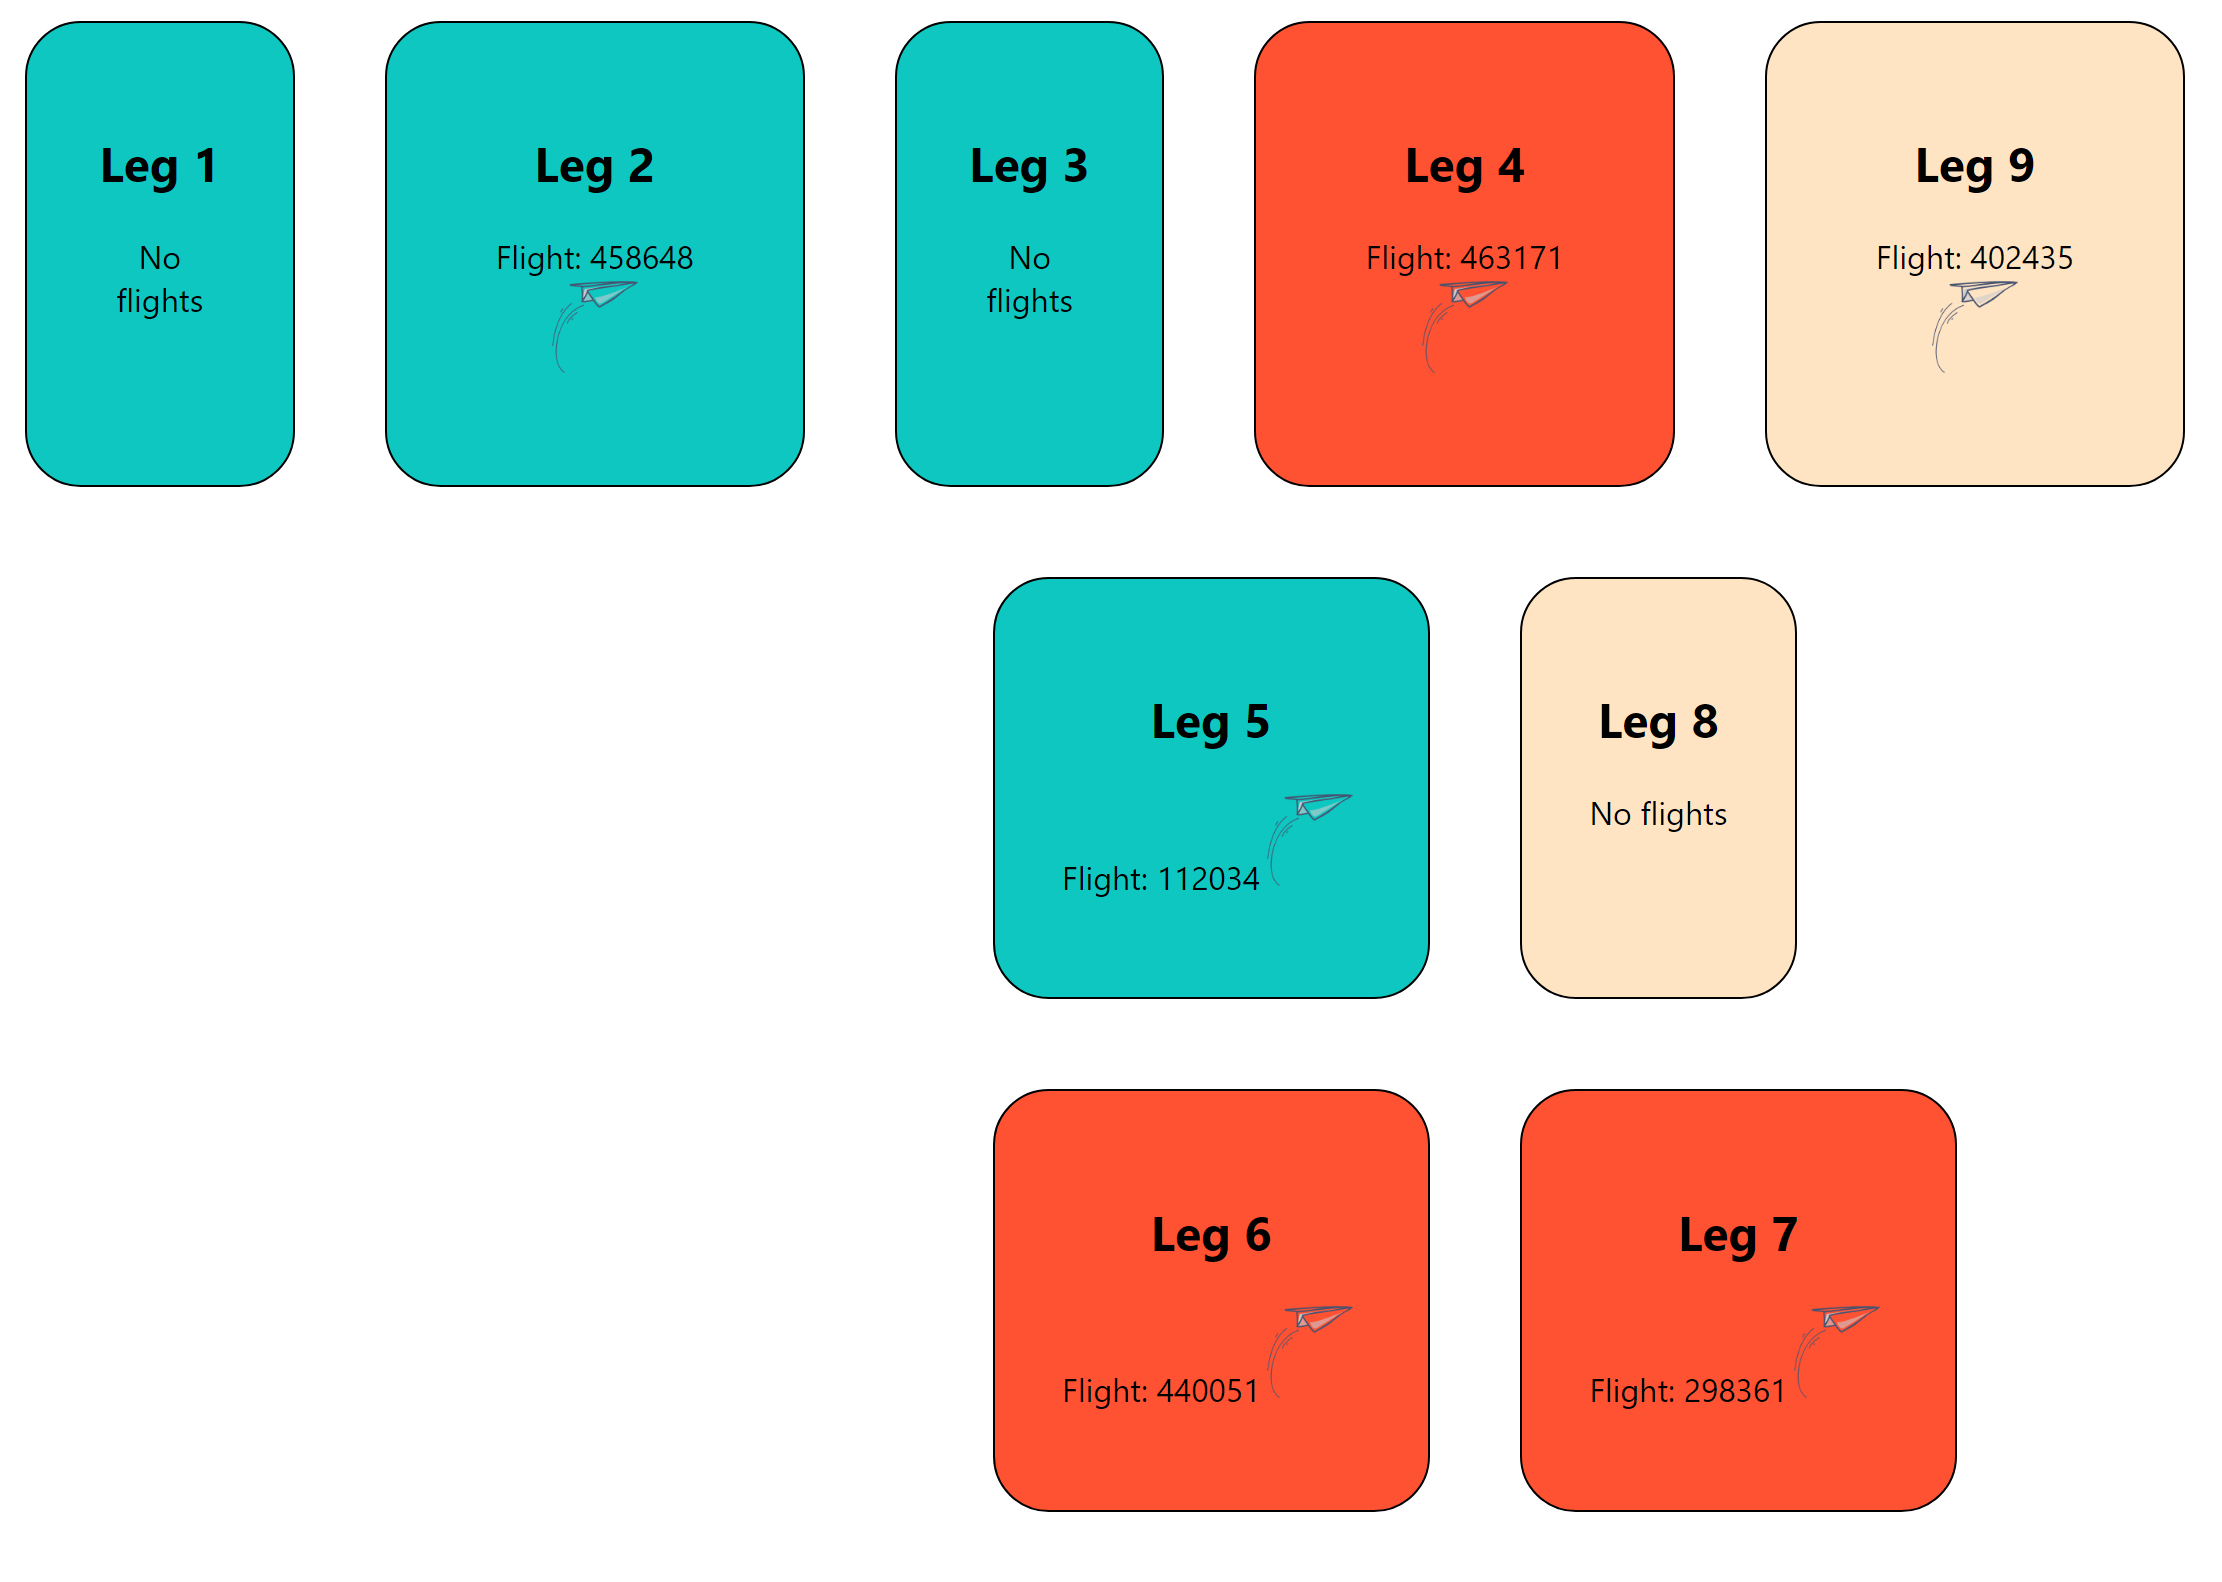 Leg 1
No
flights
Leg 2
Flight: 458648
Leg 3
No
flights
Leg 4
Flight: 463171
Leg 9
Flight: 402435
Leg 5
Flight: 112034
Leg 8
No flights
Leg 6
Flight: 440051
Leg 7
Flight: 298361